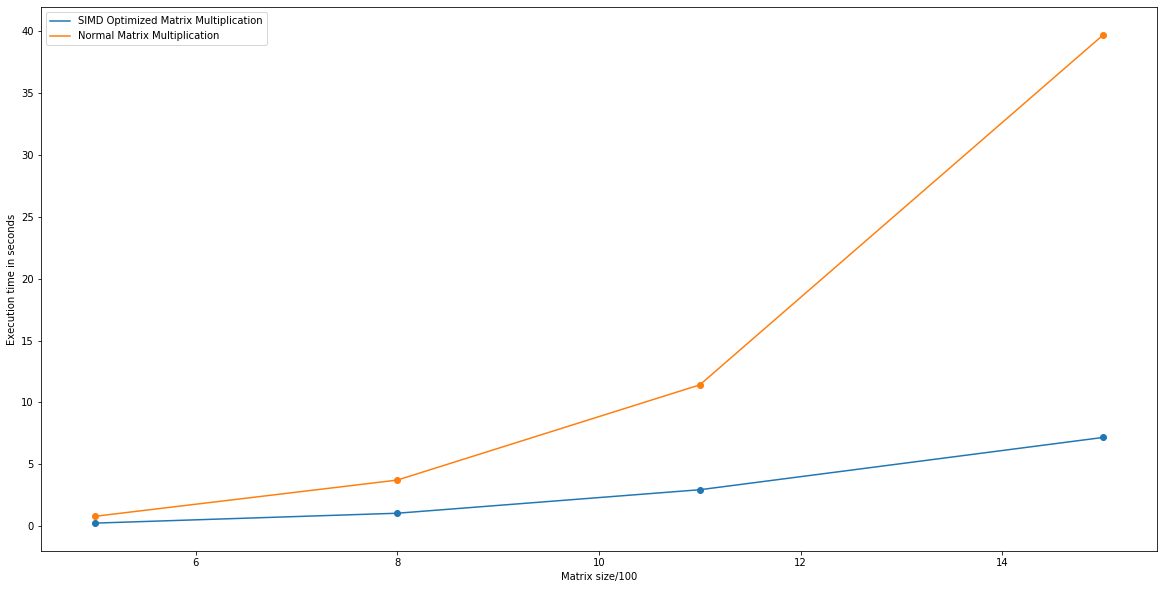 SIMD Optimized Matrix Multiplication
Normal Matrix Multiplication
40
35
30
25
20
15
10
5
0
Execution time in seconds
6 8 10 12 14
Matrix size/100